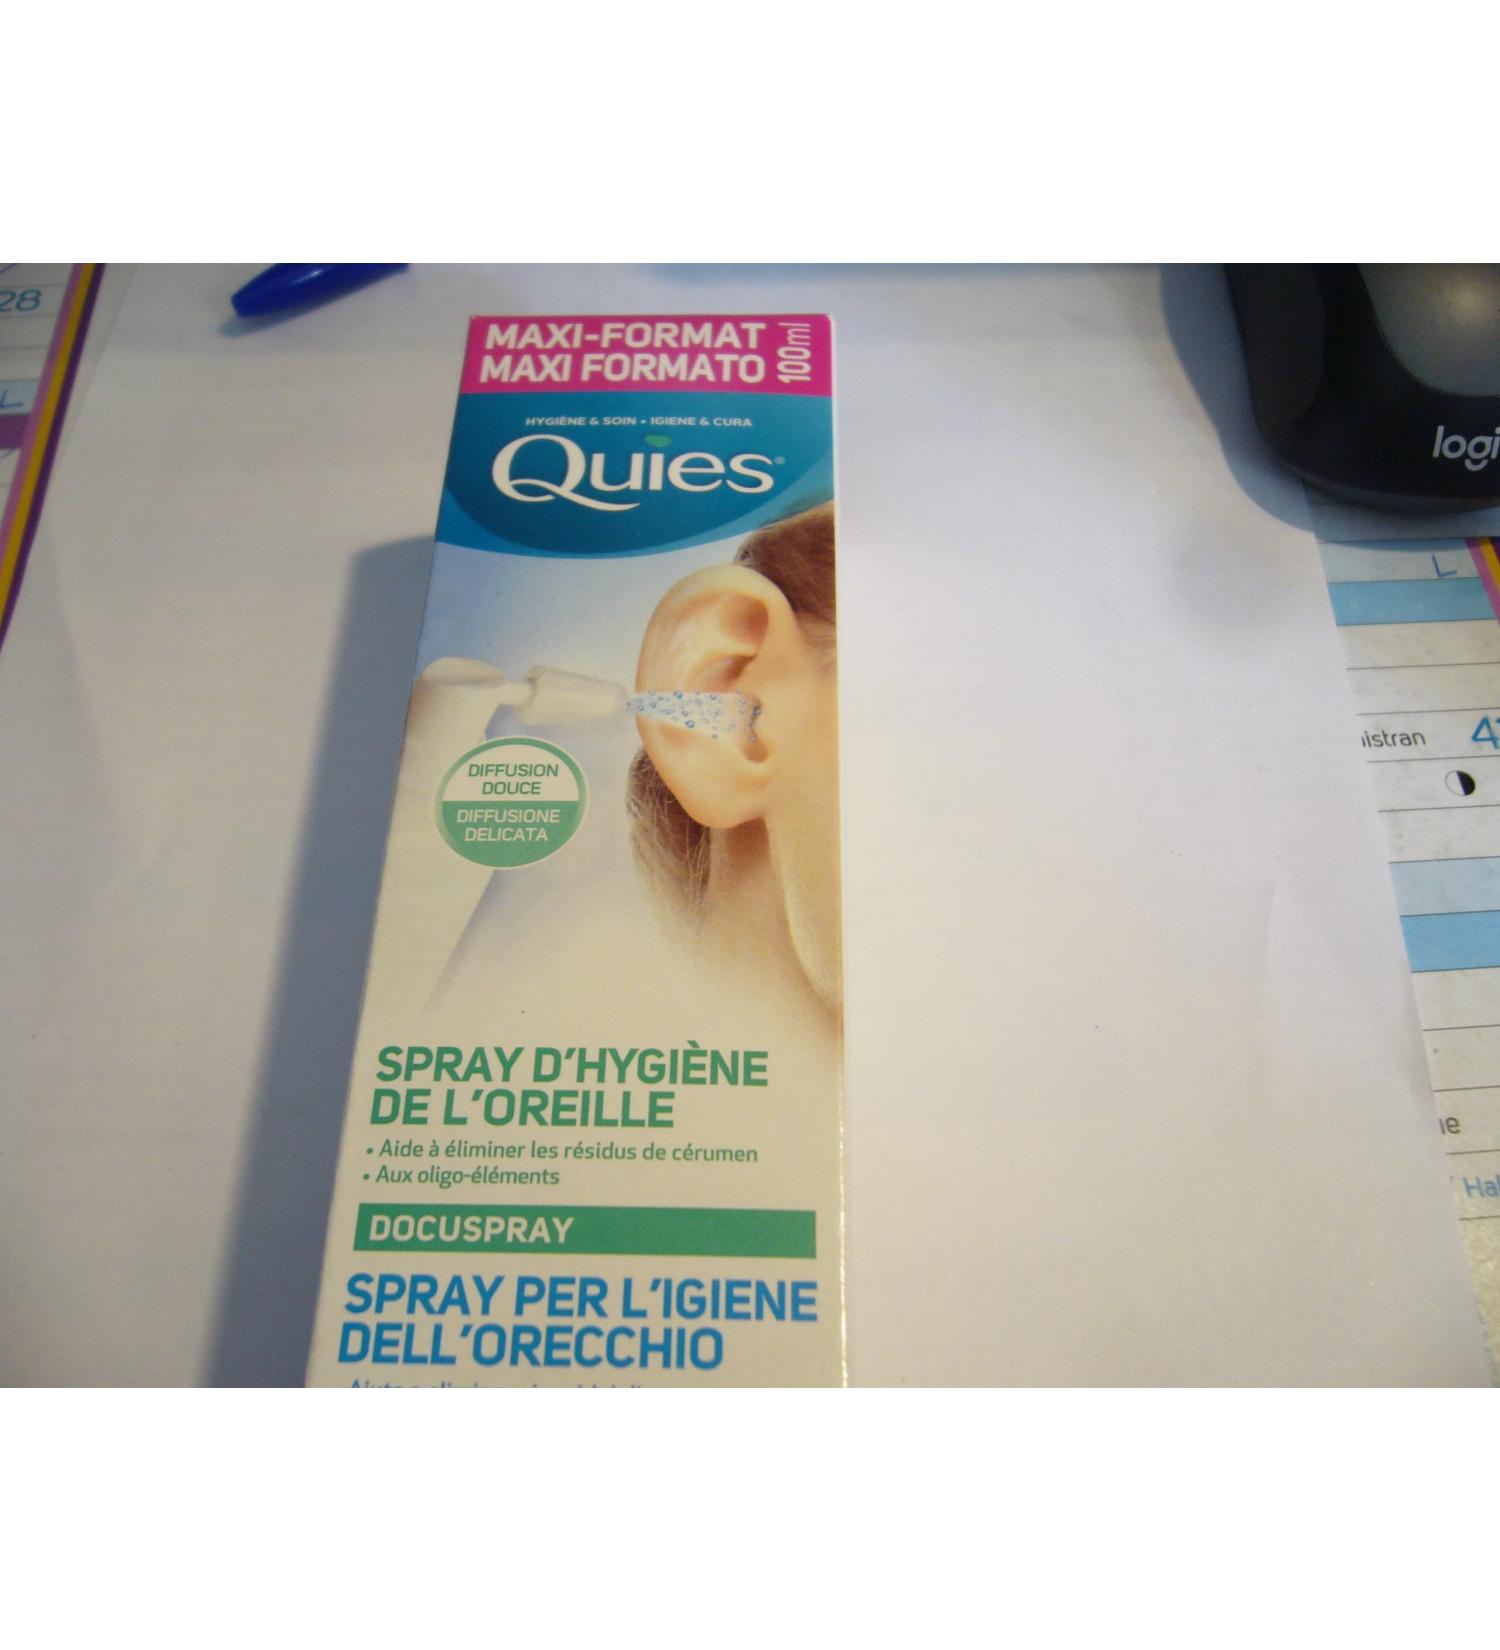 28
L
MAXI-FORMAT
MAXI FORMATO
100ml
HYGIÈNE & SOIN • IGIENE & CURA
Quies®
logi
L
DIFFUSION
DOUCE
DIFFUSIONE
DELICATA
istran
SPRAY D'HYGIÈNE
DE L'OREILLE
• Aide à éliminer les résidus de cérumen
• Aux oligo-éléments
DOCUSPRAY
SPRAY PER L'IGIENE
DELL'ORECCHIO